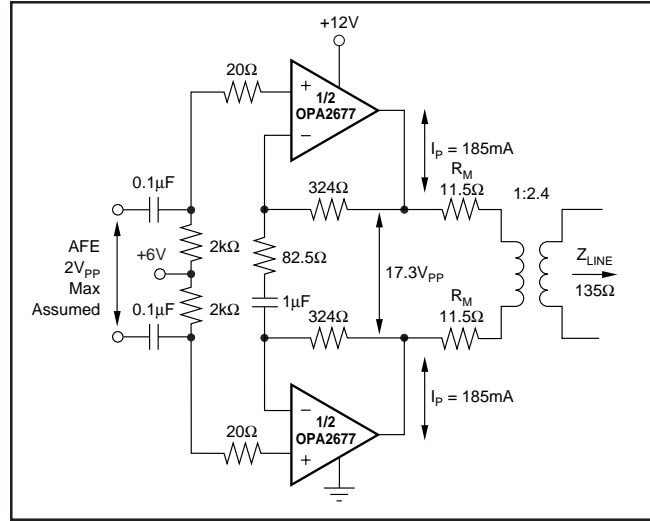 +12V
20Ω
+
1/2
OPA2677
–
I_P = 185mA
R_M
11.5Ω
1:2.4
0.1µF
324Ω
AFE
2V_PP
Max
Assumed
+6V
2kΩ
82.5Ω
17.3V_PP
Z_LINE
135Ω
2kΩ
1µF
0.1µF
324Ω
R_M
11.5Ω
I_P = 185mA
–
1/2
OPA2677
+
20Ω